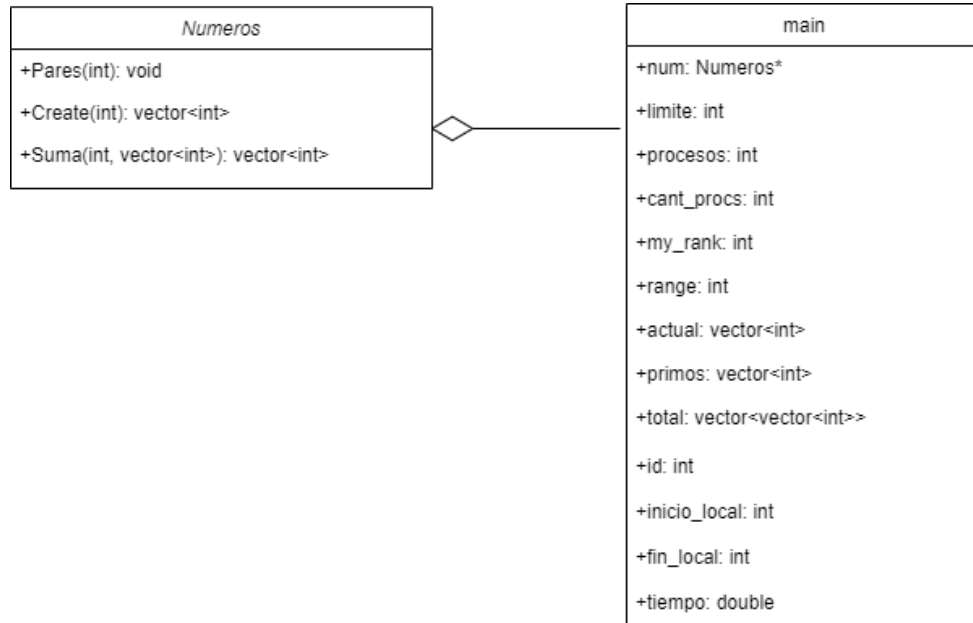 Numeros
+Pares(int): void
+Create(int): vector<int>
+Suma(int, vector<int>): vector<int>
main
+num: Numeros*
+limite: int
+procesos: int
+cant_procs: int
+my_rank: int
+range: int
+actual: vector<int>
+primos: vector<int>
+total: vector<vector<int>>
+id: int
+inicio_local: int
+fin_local: int
+tiempo: double